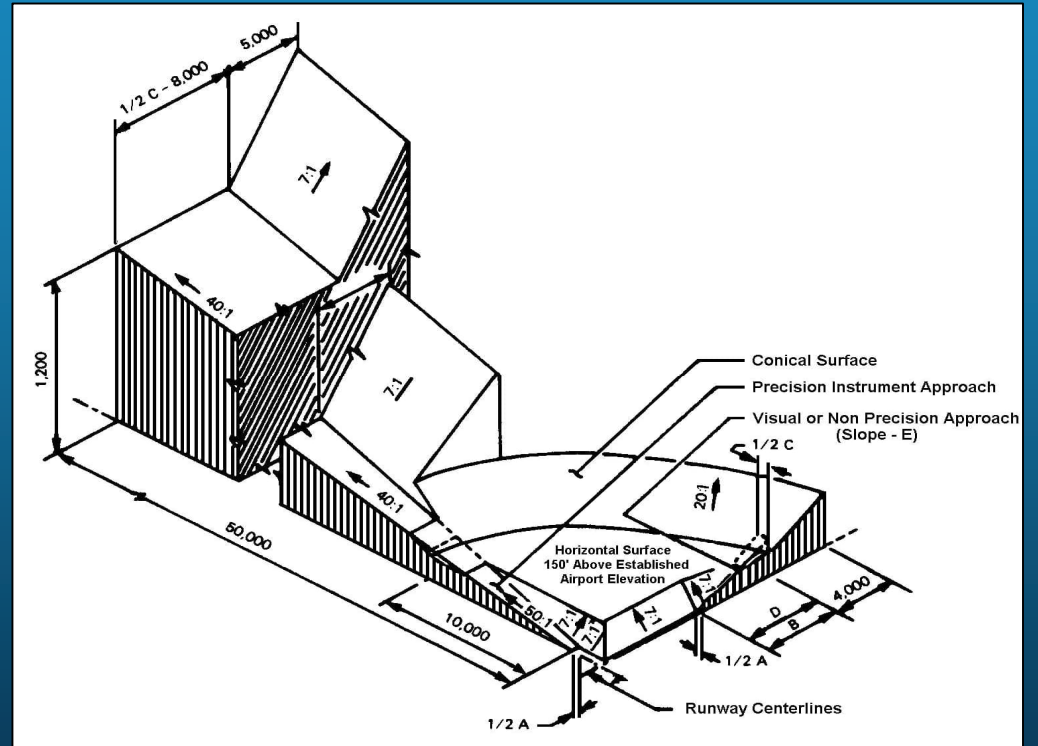 5,000
1/2 C – 8,000
7:1
40:1
1,200
7:1
Conical Surface
Precision Instrument Approach
Visual or Non Precision Approach
(Slope - E)
1/2 C
40:1
20:1
50,000
Horizontal Surface
150' Above Established
Airport Elevation
7:1
4,000
D
B
50:1
7:1
7:1
7:1
10,000
1/2 A
Runway Centerlines
1/2 A